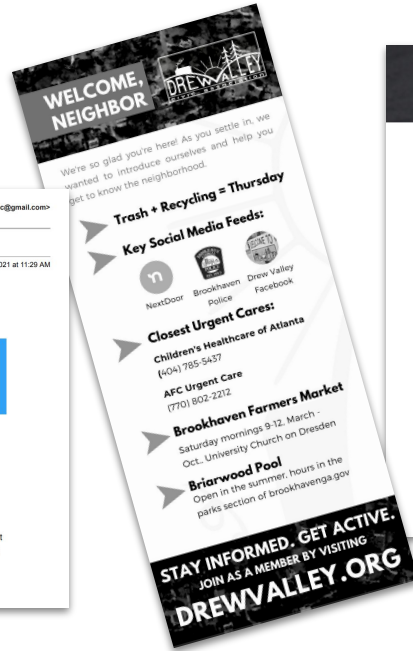 WELCOME,
NEIGHBOR
DREW VALLEY
CIVIC ASSOCIATION
We're so glad you're here! As you settle in, we
wanted to introduce ourselves and help you
get to know the neighborhood.
Trash + Recycling = Thursday
Key Social Media Feeds:
NextDoor
Brookhaven
Police
Drew Valley
Facebook
Closest Urgent Cares:
Children's Healthcare of Atlanta
(404) 785-5437
AFC Urgent Care
(770) 802-2212
Brookhaven Farmers Market
Saturday mornings 9-12, March -
Oct., University Church on Dresden
Briarwood Pool
Open in the summer, hours in the
parks section of brookhavenga.gov
STAY INFORMED. GET ACTIVE.
JOIN AS A MEMBER BY VISITING
DREWVALLEY.ORG
c@gmail.com>
021 at 11:29 AM
t